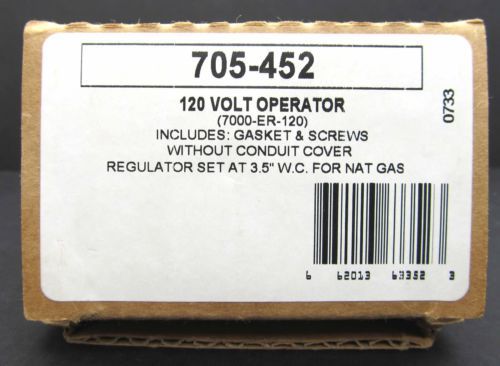 705-452
120 VOLT OPERATOR
(7000-ER-120)
INCLUDES: GASKET & SCREWS
WITHOUT CONDUIT COVER
REGULATOR SET AT 3.5" W.C. FOR NAT GAS
0733
6 62013 63352 3